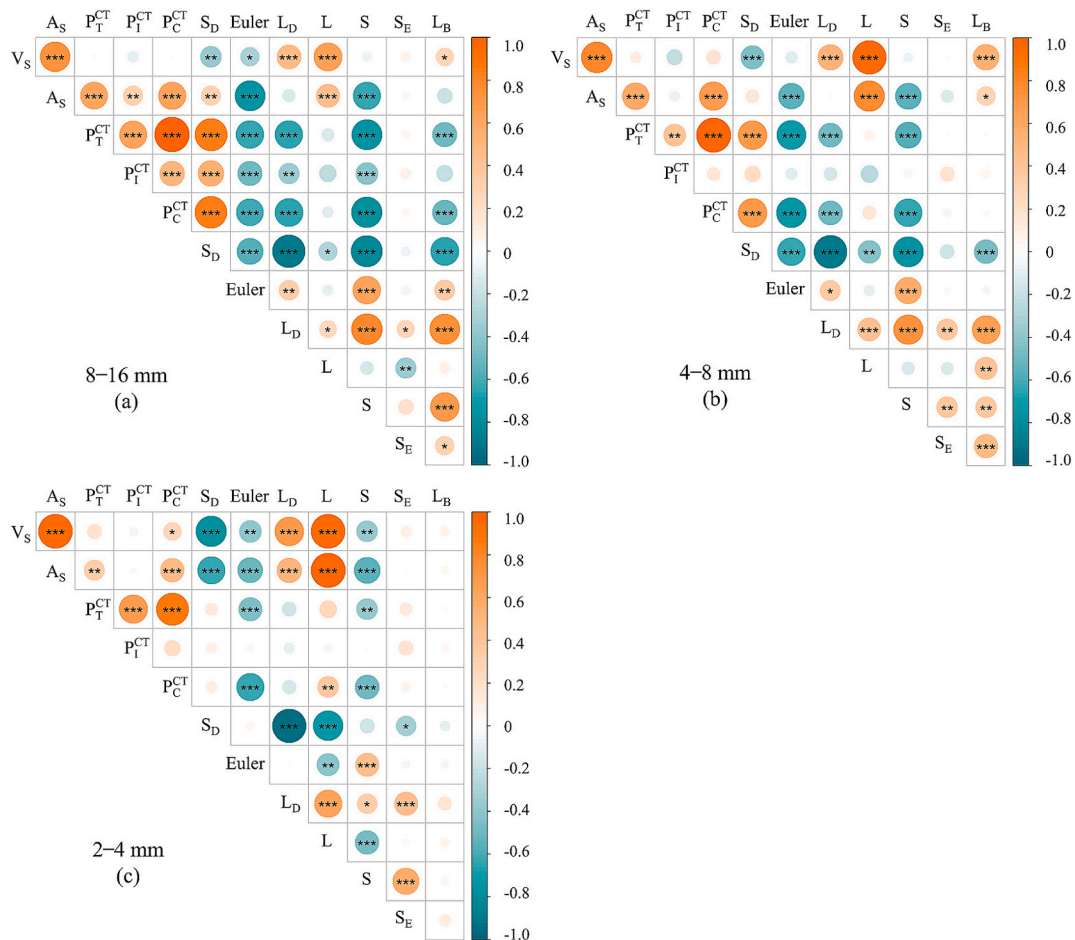 A_S P_T^CT P_I^CT P_C^CT S_D Euler L_D L S S_E L_B
V_S *** ** * *** *** *
A_S *** ** *** ** *** *** ***
P_T^CT *** *** *** *** *** *** ***
P_I^CT *** *** *** ** ***
P_C^CT *** *** *** *** ***
S_D *** *** * *** ***
Euler ** *** **
L_D * *** * ***
L **
S ***
S_E *
8−16 mm
(a)
1.0
0.8
0.6
0.4
0.2
0
-0.2
-0.4
-0.6
-0.8
-1.0
A_S P_T^CT P_I^CT P_C^CT S_D Euler L_D L S S_E L_B
V_S *** *** *** *** ***
A_S *** *** *** *** *** *
P_T^CT ** *** *** *** *** ***
P_I^CT
P_C^CT *** *** *** ***
S_D *** *** ** *** ***
Euler * ***
L_D *** *** ** ***
L **
S ** **
S_E ***
4−8 mm
(b)
1.0
0.8
0.6
0.4
0.2
0
-0.2
-0.4
-0.6
-0.8
-1.0
A_S P_T^CT P_I^CT P_C^CT S_D Euler L_D L S S_E L_B
V_S *** * *** ** *** *** **
A_S ** *** *** *** *** *** ***
P_T^CT *** *** *** **
P_I^CT
P_C^CT *** ** ***
S_D *** *** *
Euler ** ***
L_D *** * ***
L ***
S ***
S_E
2−4 mm
(c)
1.0
0.8
0.6
0.4
0.2
0
-0.2
-0.4
-0.6
-0.8
-1.0